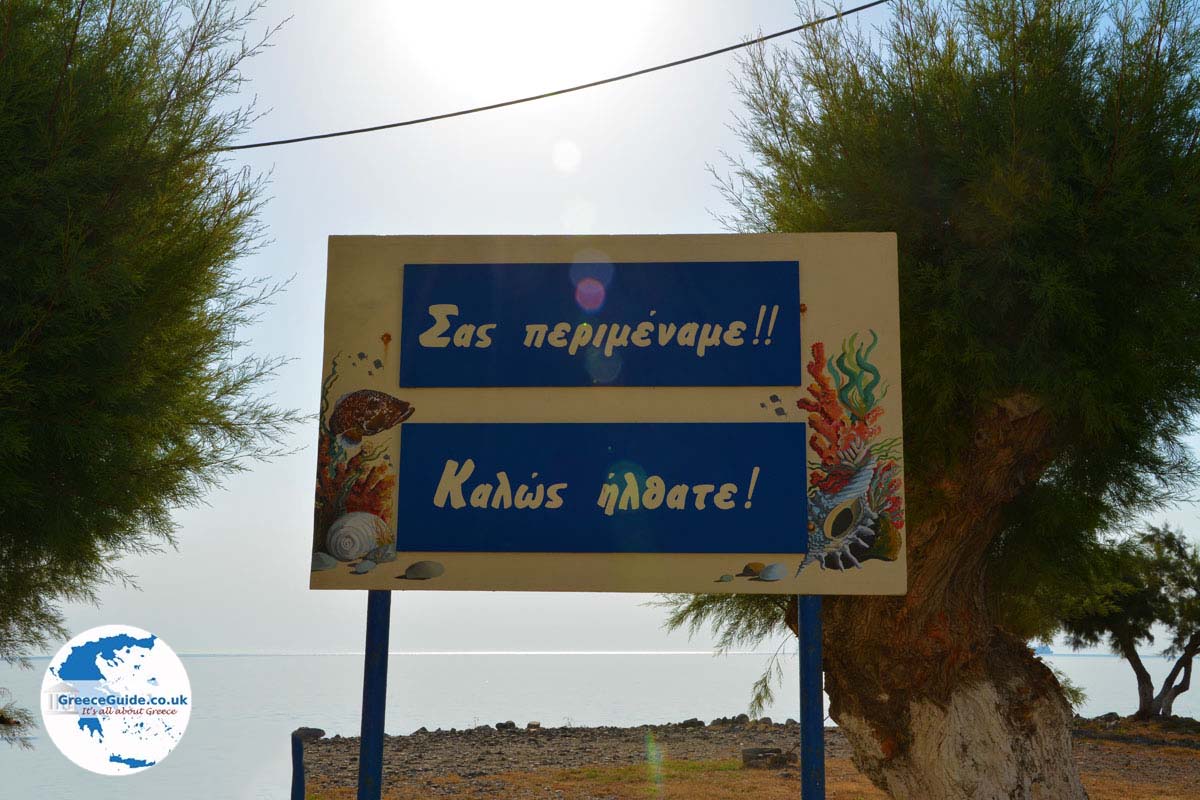 Σας περιμέναμε!!
Καλώς ήλθατε!
GreeceGuide.co.uk
It's all about Greece